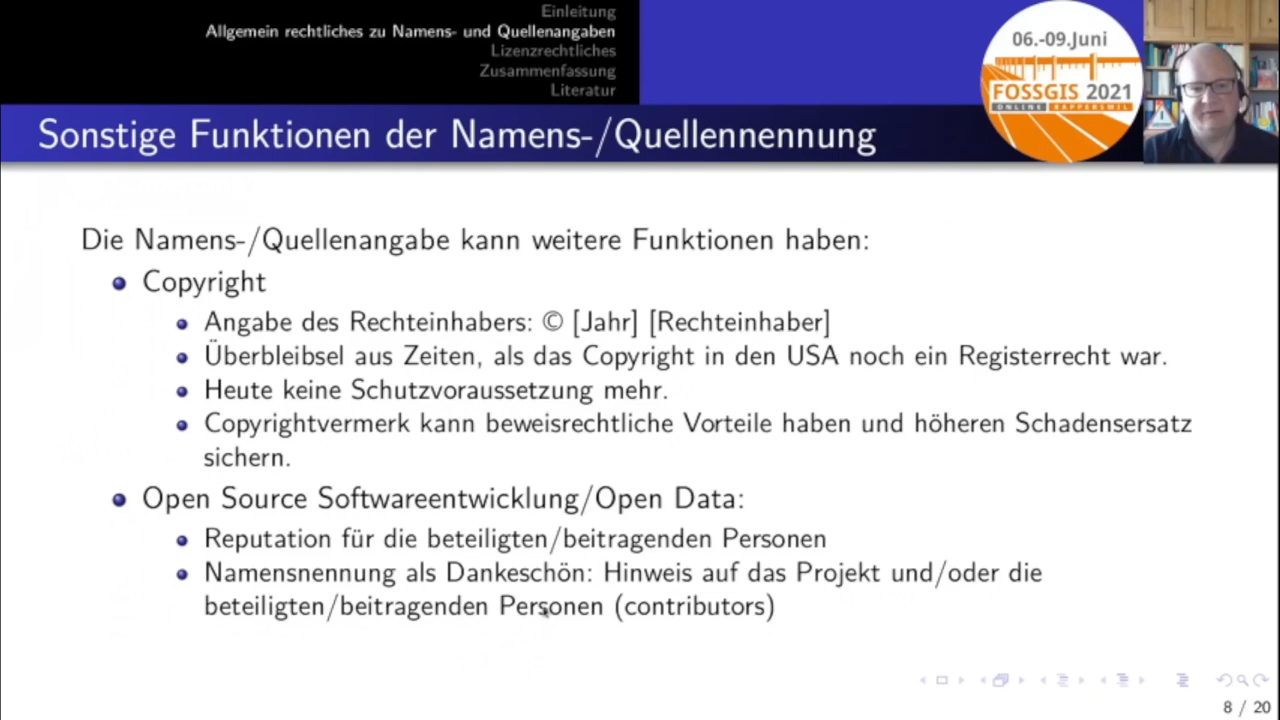 Einleitung
Allgemein rechtliches zu Namens- und Quellenangaben
Lizenzrechtliches
Zusammenfassung
Literatur
06.-09.Juni
FOSSGIS 2021
ONLINE RAPPERSWIL
Sonstige Funktionen der Namens-/Quellennennung
Die Namens-/Quellenangabe kann weitere Funktionen haben:
Copyright
Angabe des Rechteinhabers: © [Jahr] [Rechteinhaber]
Überbleibsel aus Zeiten, als das Copyright in den USA noch ein Registerrecht war.
Heute keine Schutzvoraussetzung mehr.
Copyrightvermerk kann beweisrechtliche Vorteile haben und höheren Schadensersatz
sichern.
Open Source Softwareentwicklung/Open Data:
Reputation für die beteiligten/beitragenden Personen
Namensnennung als Dankeschön: Hinweis auf das Projekt und/oder die
beteiligten/beitragenden Personen (contributors)
8 / 20